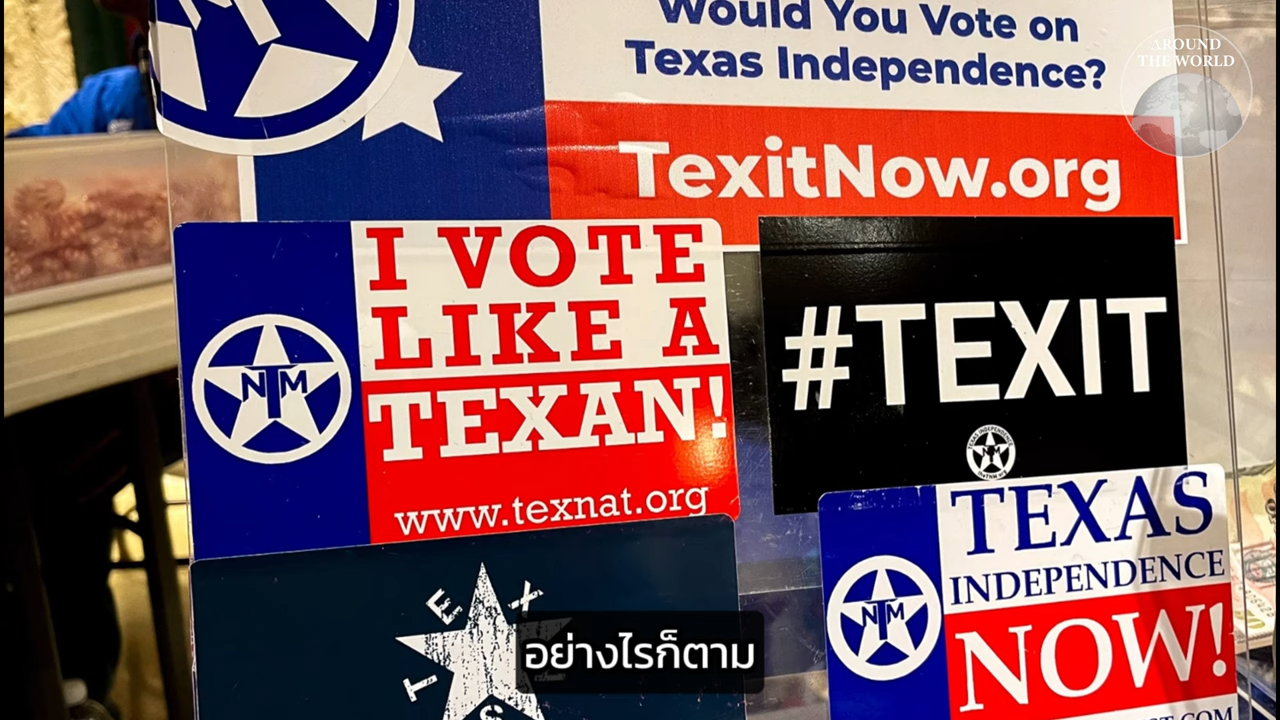 Would You Vote on
Texas Independence?
TexitNow.org
AROUND
THE WORLD
I VOTE
LIKE A
TEXAN!
www.texnat.org
NTM
#TEXIT
TEXAS
INDEPENDENCE
NOW!
NTM
TEX
S
อย่างไรก็ตาม